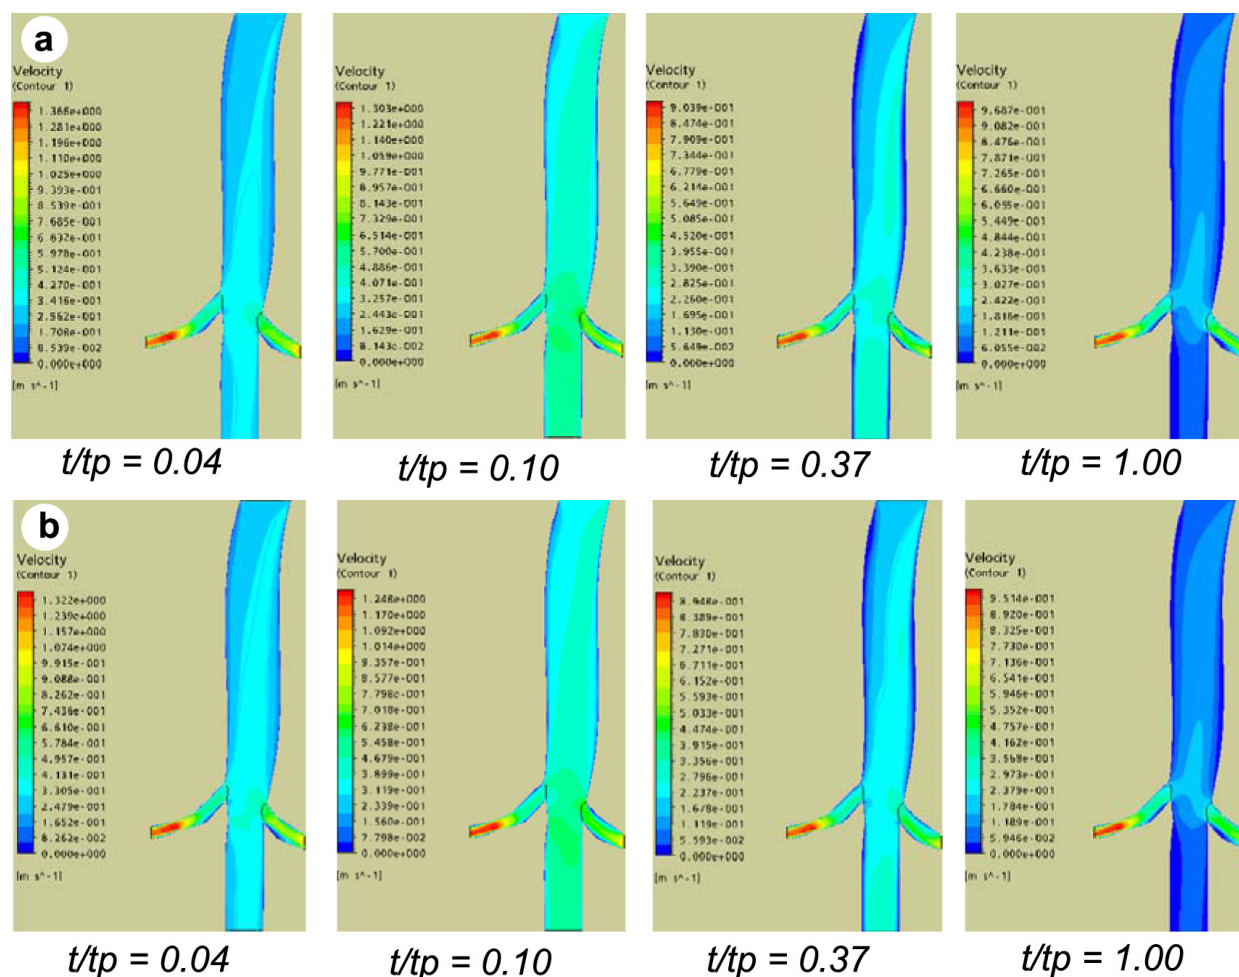 a
Velocity
(Contour 1)
1.366e+000
1.281e+000
1.196e+000
1.110e+000
1.025e+000
9.393e-001
8.539e-001
7.685e-001
6.832e-001
5.978e-001
5.124e-001
4.270e-001
3.416e-001
2.562e-001
1.708e-001
8.539e-002
0.000e+000
[m s^-1]
t/tp = 0.04
Velocity
(Contour 1)
1.303e+000
1.221e+000
1.140e+000
1.059e+000
9.771e-001
8.957e-001
8.143e-001
7.329e-001
6.514e-001
5.700e-001
4.886e-001
4.071e-001
3.257e-001
2.443e-001
1.629e-001
8.143e-002
0.000e+000
[m s^-1]
t/tp = 0.10
Velocity
(Contour 1)
9.039e-001
8.474e-001
7.909e-001
7.344e-001
6.779e-001
6.214e-001
5.649e-001
5.085e-001
4.520e-001
3.955e-001
3.390e-001
2.825e-001
2.260e-001
1.695e-001
1.130e-001
5.649e-002
0.000e+000
[m s^-1]
t/tp = 0.37
Velocity
(Contour 1)
9.687e-001
9.082e-001
8.476e-001
7.871e-001
7.265e-001
6.660e-001
6.055e-001
5.449e-001
4.844e-001
4.238e-001
3.633e-001
3.027e-001
2.422e-001
1.816e-001
1.211e-001
6.055e-002
0.000e+000
[m s^-1]
t/tp = 1.00
b
Velocity
(Contour 1)
1.322e+000
1.239e+000
1.157e+000
1.074e+000
9.915e-001
9.088e-001
8.262e-001
7.436e-001
6.610e-001
5.784e-001
4.957e-001
4.131e-001
3.305e-001
2.479e-001
1.652e-001
8.262e-002
0.000e+000
[m s^-1]
t/tp = 0.04
Velocity
(Contour 1)
1.248e+000
1.170e+000
1.092e+000
1.014e+000
9.357e-001
8.577e-001
7.798e-001
7.018e-001
6.238e-001
5.458e-001
4.679e-001
3.899e-001
3.119e-001
2.339e-001
1.560e-001
7.798e-002
0.000e+000
[m s^-1]
t/tp = 0.10
Velocity
(Contour 1)
8.948e-001
8.389e-001
7.830e-001
7.271e-001
6.711e-001
6.152e-001
5.593e-001
5.033e-001
4.474e-001
3.915e-001
3.356e-001
2.796e-001
2.237e-001
1.678e-001
1.119e-001
5.593e-002
0.000e+000
[m s^-1]
t/tp = 0.37
Velocity
(Contour 1)
9.514e-001
8.920e-001
8.325e-001
7.730e-001
7.136e-001
6.541e-001
5.946e-001
5.352e-001
4.757e-001
4.162e-001
3.568e-001
2.973e-001
2.379e-001
1.784e-001
1.189e-001
5.946e-002
0.000e+000
[m s^-1]
t/tp = 1.00